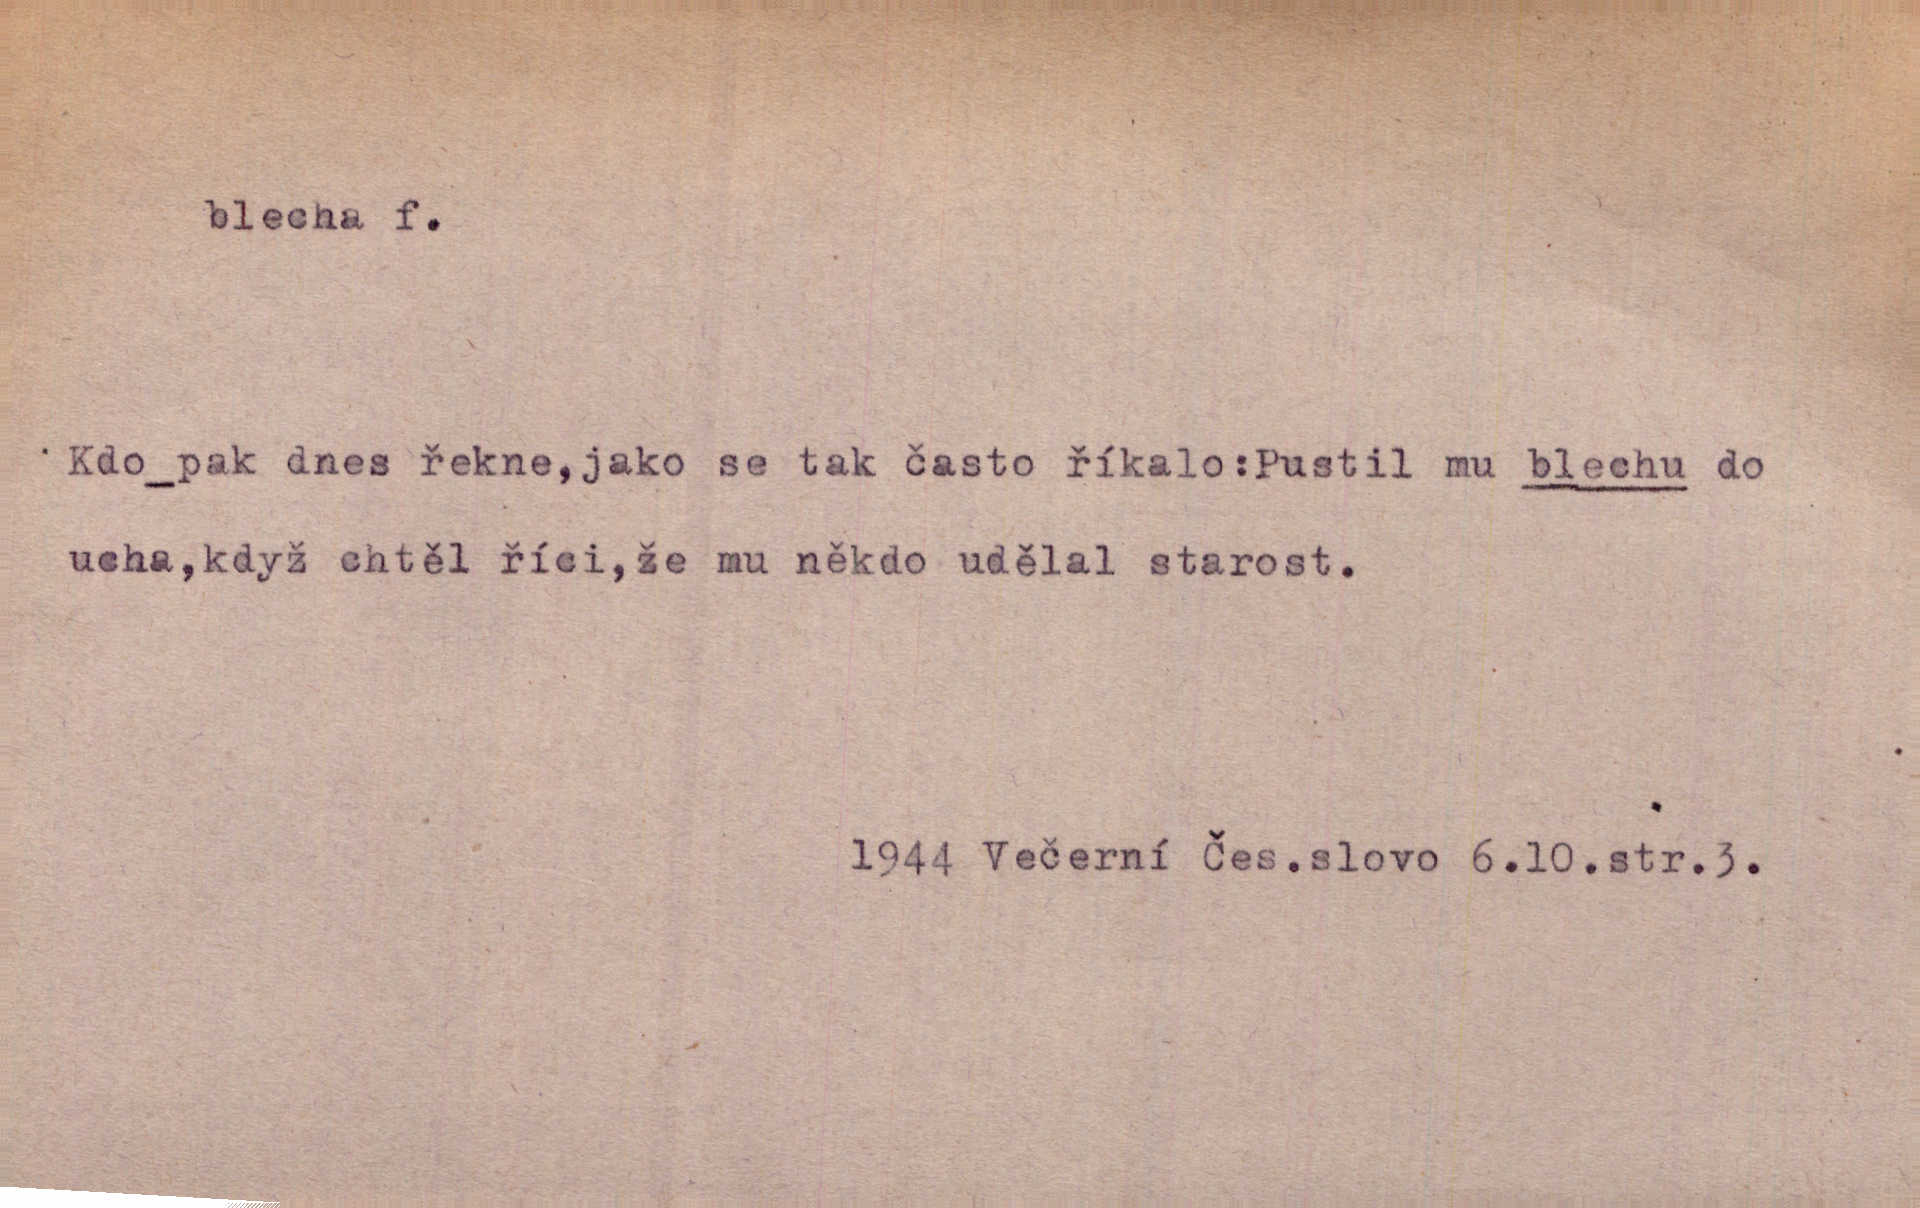 blecha f.
Kdo_pak dnes řekne,jako se tak často říkalo:Pustil mu blechu do
ucha,když chtěl říci,že mu někdo udělal starost.
1944 Večerní Čes.slovo 6.10.str.3.